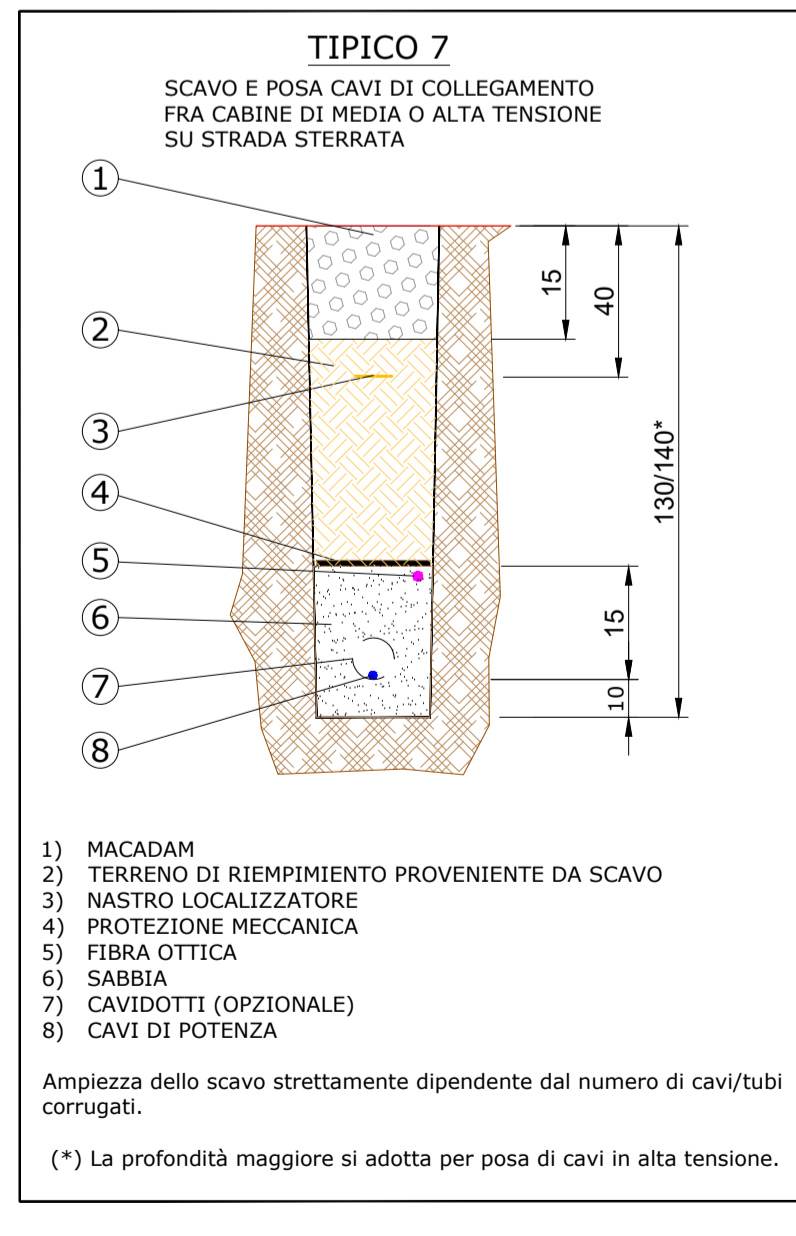 TIPICO 7
SCAVO E POSA CAVI DI COLLEGAMENTO
FRA CABINE DI MEDIA O ALTA TENSIONE
SU STRADA STERRATA
1
2
3
4
5
6
7
8
15
40
130/140*
15
10
1) MACADAM
2) TERRENO DI RIEMPIMENTO PROVENIENTE DA SCAVO
3) NASTRO LOCALIZZATORE
4) PROTEZIONE MECCANICA
5) FIBRA OTTICA
6) SABBIA
7) CAVIDOTTI (OPZIONALE)
8) CAVI DI POTENZA
Ampiezza dello scavo strettamente dipendente dal numero di cavi/tubi
corrugati.
(*) La profondità maggiore si adotta per posa di cavi in alta tensione.